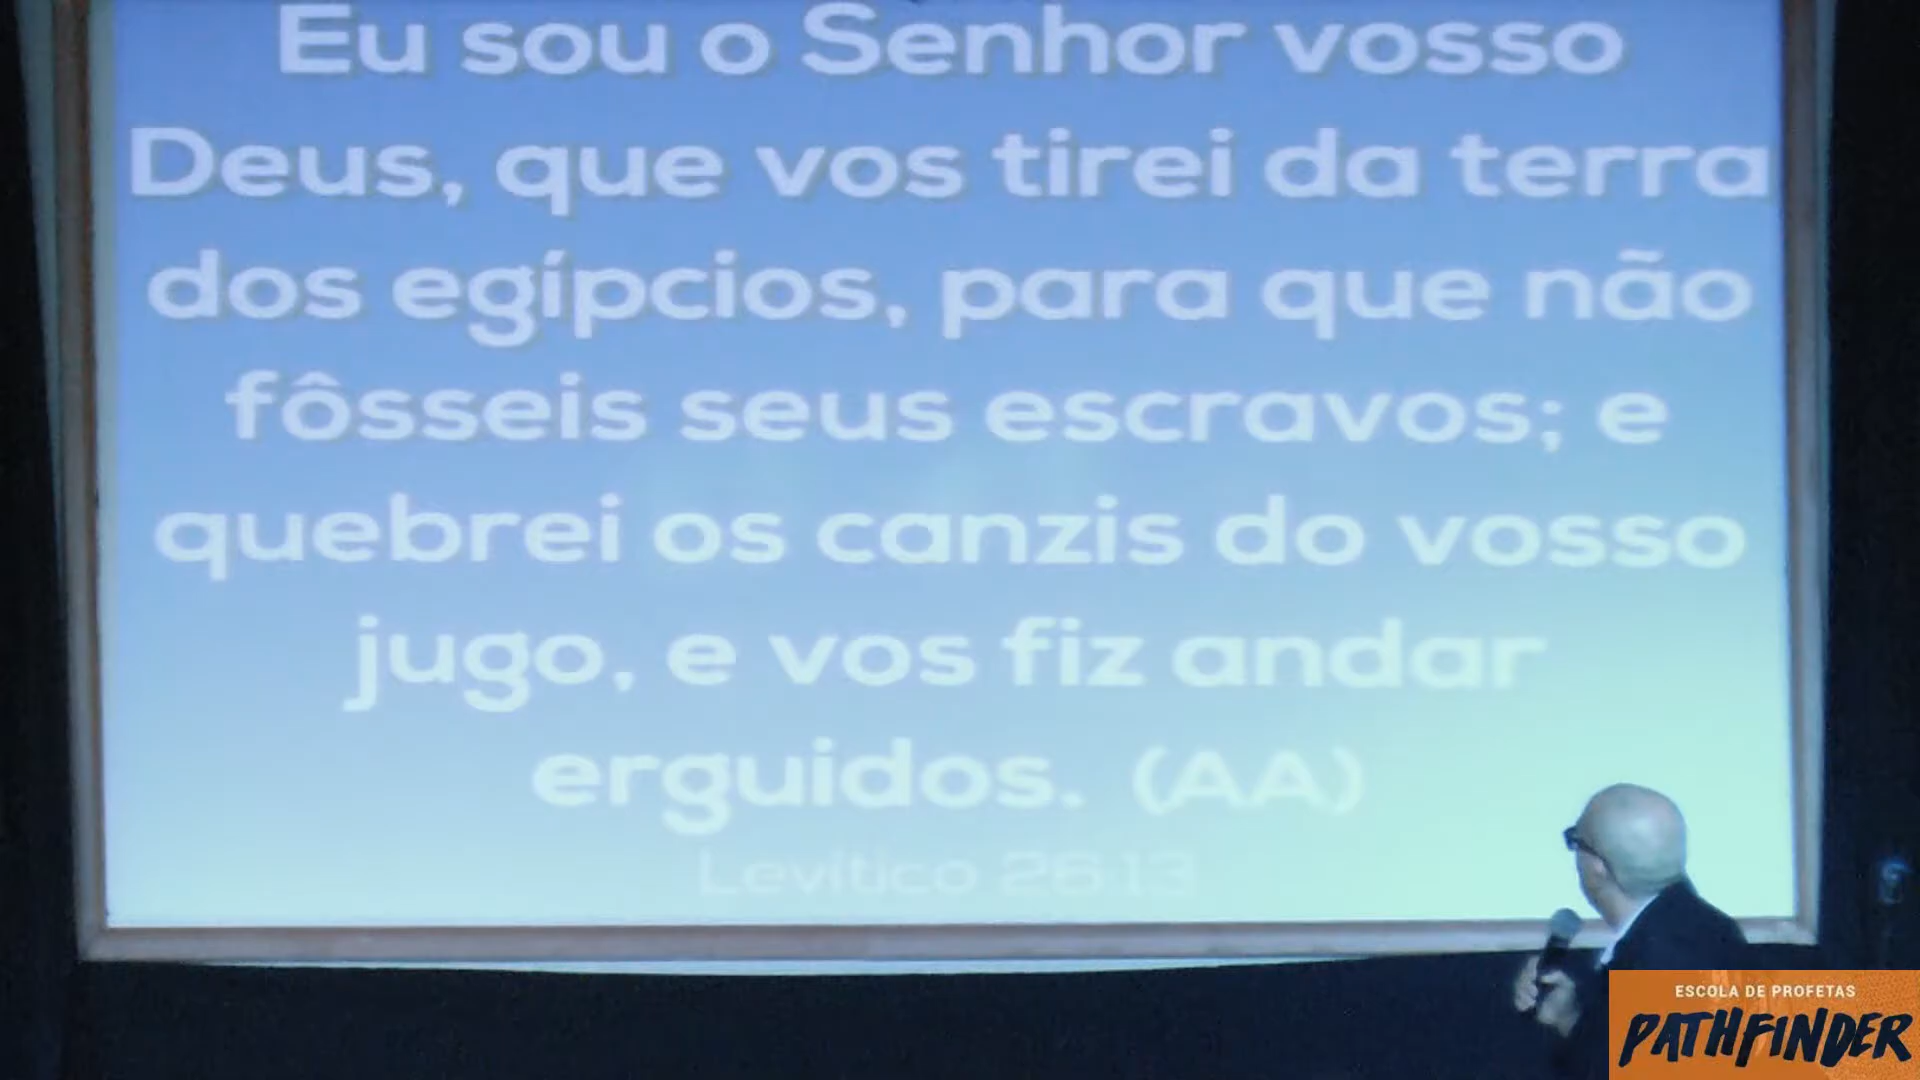 Eu sou o Senhor vosso
Deus, que vos tirei da terra
dos egípcios, para que não
fôsseis seus escravos; e
quebrei os canzis do vosso
jugo, e vos fiz andar
erguidos. (AA)
Levítico 26:13
ESCOLA DE PROFETAS
PATHFINDER